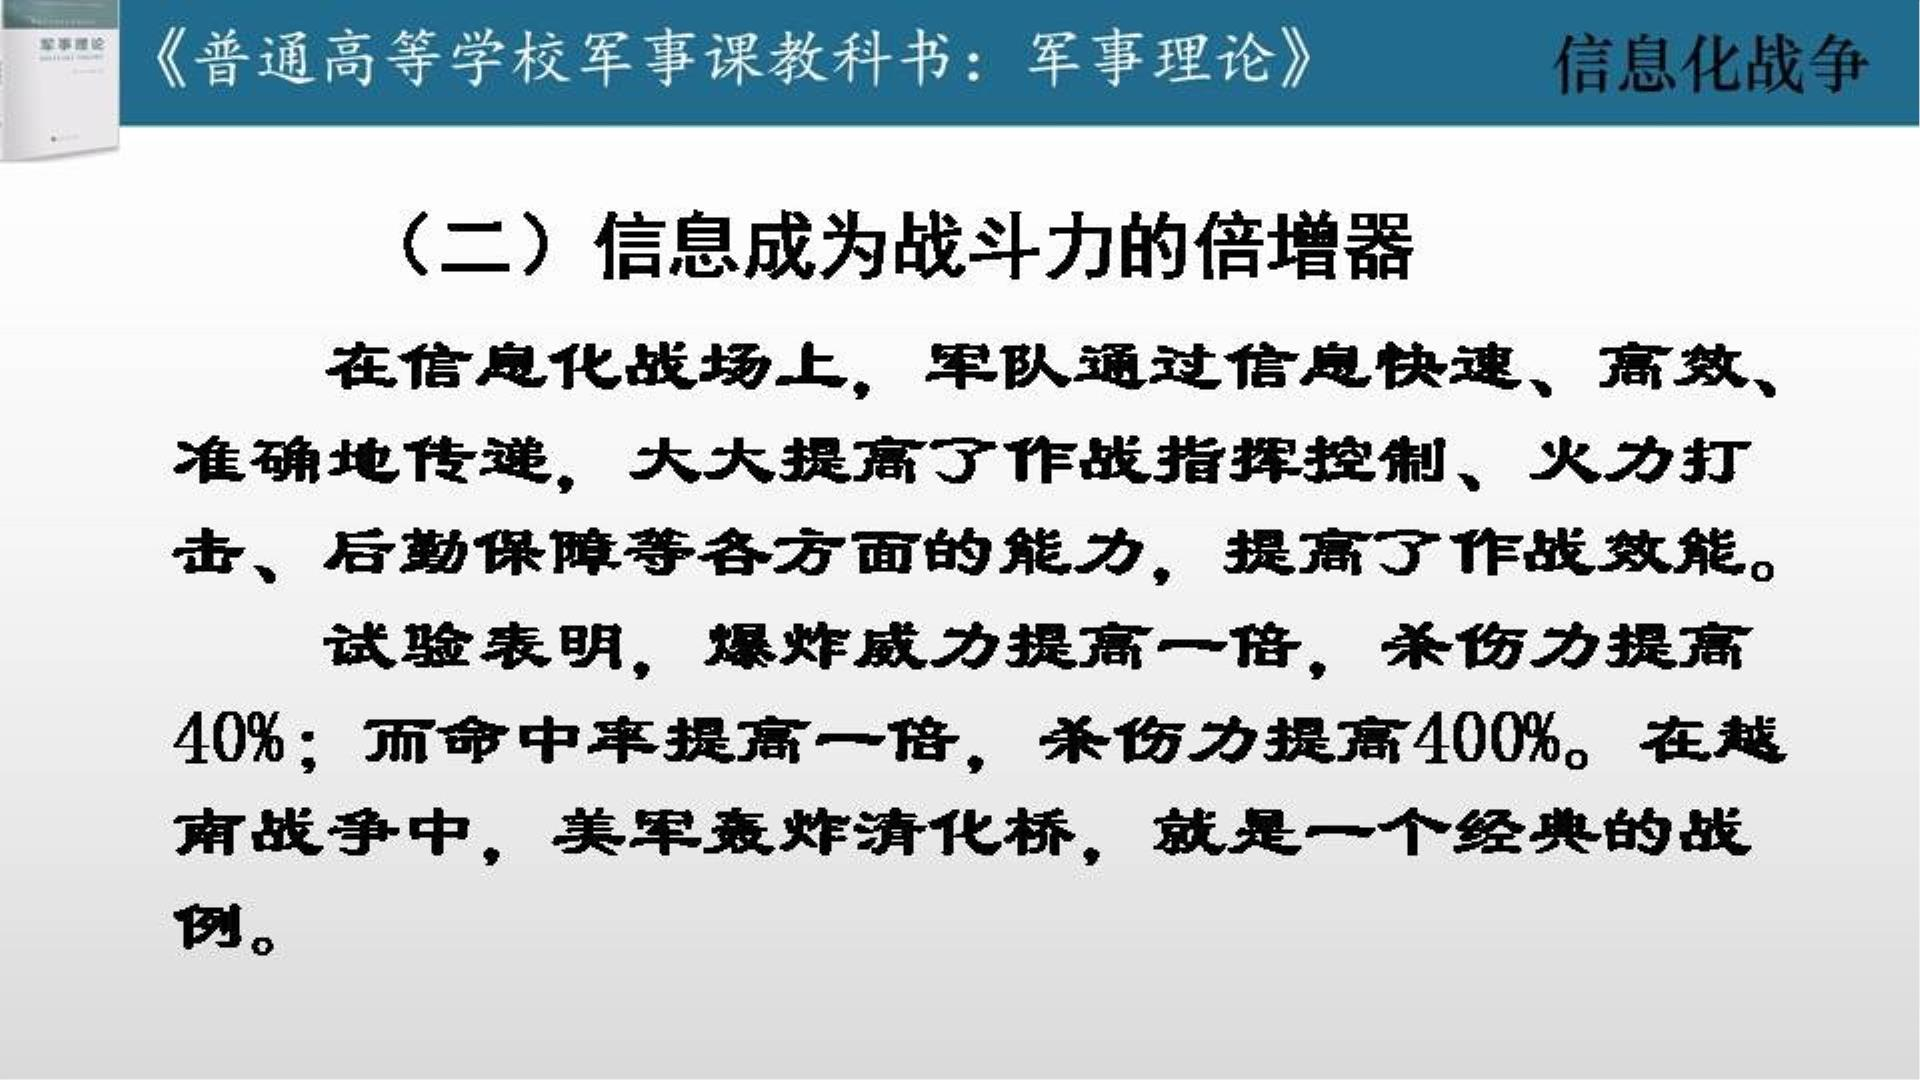 军事理论
《普通高等学校军事课教科书：军事理论》
信息化战争
（二）信息成为战斗力的倍增器
在信息化战场上，军队通过信息快速、高效、
准确地传递，大大提高了作战指挥控制、火力打
击、后勤保障等各方面的能力，提高了作战效能。
试验表明，爆炸威力提高一倍，杀伤力提高
40%；而命中率提高一倍，杀伤力提高400%。在越
南战争中，美军轰炸清化桥，就是一个经典的战
例。